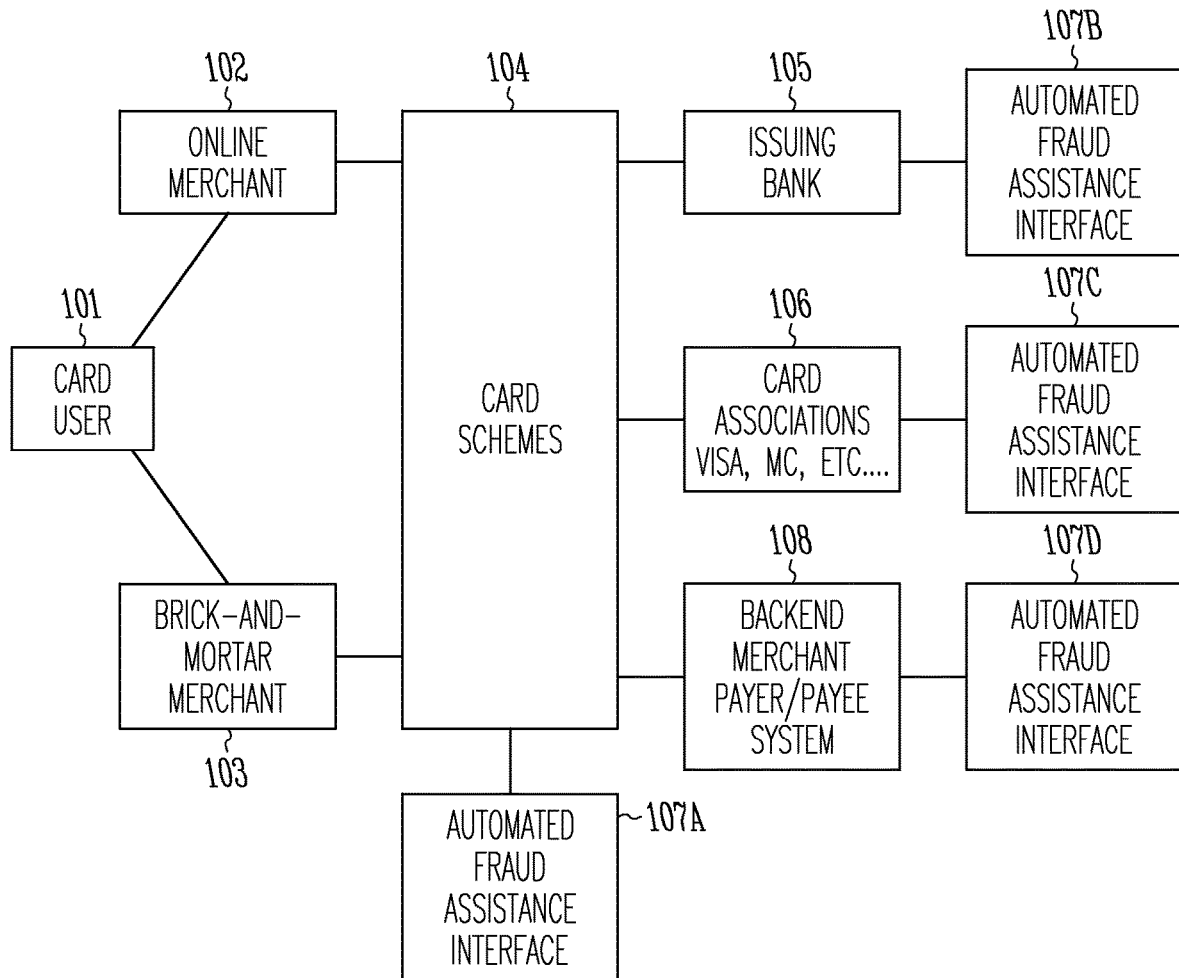 102
ONLINE
MERCHANT
101
CARD
USER
BRICK-AND-
MORTAR
MERCHANT
103
104
CARD
SCHEMES
105
ISSUING
BANK
106
CARD
ASSOCIATIONS
VISA, MC, ETC....
108
BACKEND
MERCHANT
PAYER/PAYEE
SYSTEM
107B
AUTOMATED
FRAUD
ASSISTANCE
INTERFACE
107C
AUTOMATED
FRAUD
ASSISTANCE
INTERFACE
107D
AUTOMATED
FRAUD
ASSISTANCE
INTERFACE
107A
AUTOMATED
FRAUD
ASSISTANCE
INTERFACE